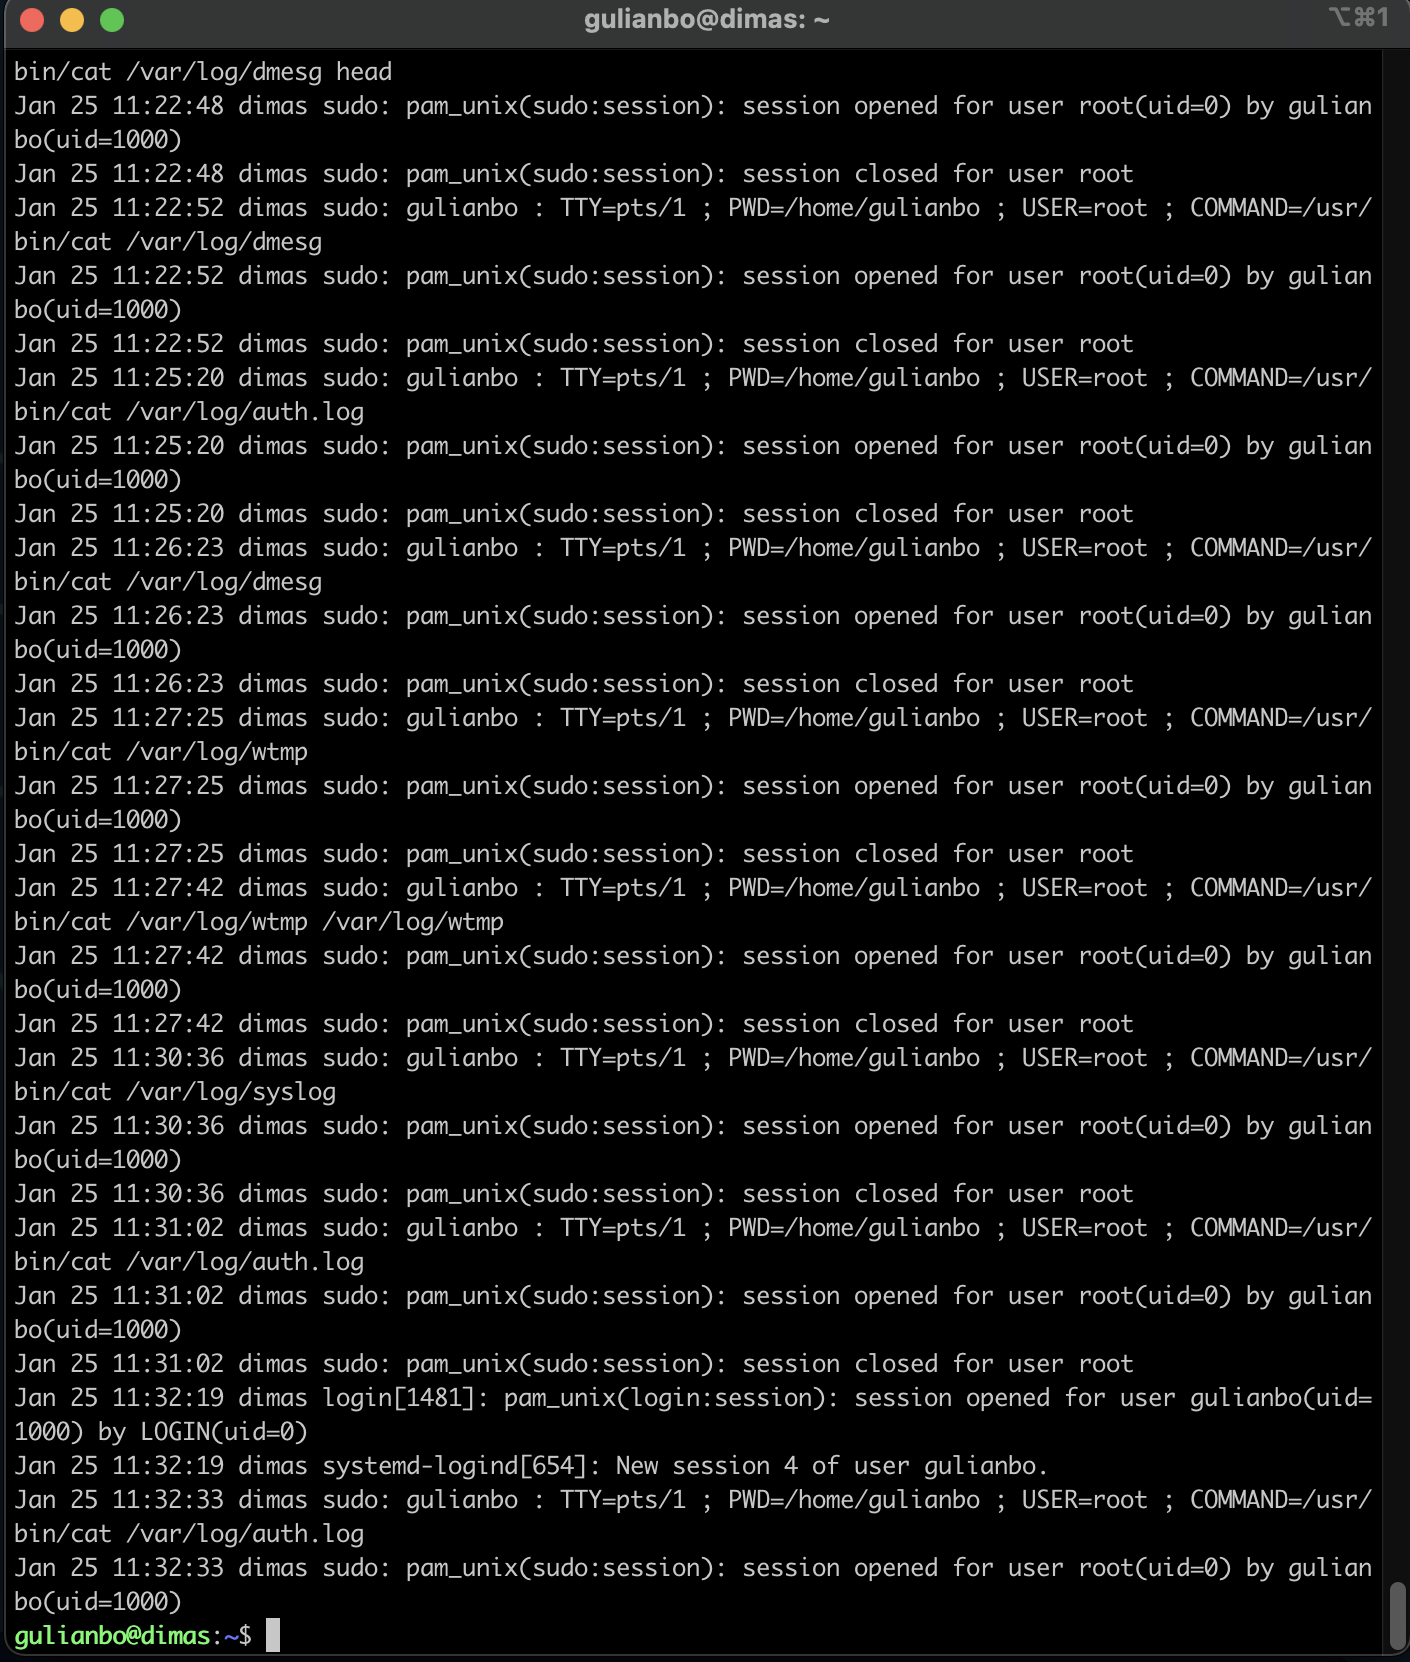 gulianbo@dimas: ~
⌥⌘1
bin/cat /var/log/dmesg head
Jan 25 11:22:48 dimas sudo: pam_unix(sudo:session): session opened for user root(uid=0) by gulian
bo(uid=1000)
Jan 25 11:22:48 dimas sudo: pam_unix(sudo:session): session closed for user root
Jan 25 11:22:52 dimas sudo: gulianbo : TTY=pts/1 ; PWD=/home/gulianbo ; USER=root ; COMMAND=/usr/
bin/cat /var/log/dmesg
Jan 25 11:22:52 dimas sudo: pam_unix(sudo:session): session opened for user root(uid=0) by gulian
bo(uid=1000)
Jan 25 11:22:52 dimas sudo: pam_unix(sudo:session): session closed for user root
Jan 25 11:25:20 dimas sudo: gulianbo : TTY=pts/1 ; PWD=/home/gulianbo ; USER=root ; COMMAND=/usr/
bin/cat /var/log/auth.log
Jan 25 11:25:20 dimas sudo: pam_unix(sudo:session): session opened for user root(uid=0) by gulian
bo(uid=1000)
Jan 25 11:25:20 dimas sudo: pam_unix(sudo:session): session closed for user root
Jan 25 11:26:23 dimas sudo: gulianbo : TTY=pts/1 ; PWD=/home/gulianbo ; USER=root ; COMMAND=/usr/
bin/cat /var/log/dmesg
Jan 25 11:26:23 dimas sudo: pam_unix(sudo:session): session opened for user root(uid=0) by gulian
bo(uid=1000)
Jan 25 11:26:23 dimas sudo: pam_unix(sudo:session): session closed for user root
Jan 25 11:27:25 dimas sudo: gulianbo : TTY=pts/1 ; PWD=/home/gulianbo ; USER=root ; COMMAND=/usr/
bin/cat /var/log/wtmp
Jan 25 11:27:25 dimas sudo: pam_unix(sudo:session): session opened for user root(uid=0) by gulian
bo(uid=1000)
Jan 25 11:27:25 dimas sudo: pam_unix(sudo:session): session closed for user root
Jan 25 11:27:42 dimas sudo: gulianbo : TTY=pts/1 ; PWD=/home/gulianbo ; USER=root ; COMMAND=/usr/
bin/cat /var/log/wtmp /var/log/wtmp
Jan 25 11:27:42 dimas sudo: pam_unix(sudo:session): session opened for user root(uid=0) by gulian
bo(uid=1000)
Jan 25 11:27:42 dimas sudo: pam_unix(sudo:session): session closed for user root
Jan 25 11:30:36 dimas sudo: gulianbo : TTY=pts/1 ; PWD=/home/gulianbo ; USER=root ; COMMAND=/usr/
bin/cat /var/log/syslog
Jan 25 11:30:36 dimas sudo: pam_unix(sudo:session): session opened for user root(uid=0) by gulian
bo(uid=1000)
Jan 25 11:30:36 dimas sudo: pam_unix(sudo:session): session closed for user root
Jan 25 11:31:02 dimas sudo: gulianbo : TTY=pts/1 ; PWD=/home/gulianbo ; USER=root ; COMMAND=/usr/
bin/cat /var/log/auth.log
Jan 25 11:31:02 dimas sudo: pam_unix(sudo:session): session opened for user root(uid=0) by gulian
bo(uid=1000)
Jan 25 11:31:02 dimas sudo: pam_unix(sudo:session): session closed for user root
Jan 25 11:32:19 dimas login[1481]: pam_unix(login:session): session opened for user gulianbo(uid=
1000) by LOGIN(uid=0)
Jan 25 11:32:19 dimas systemd-logind[654]: New session 4 of user gulianbo.
Jan 25 11:32:33 dimas sudo: gulianbo : TTY=pts/1 ; PWD=/home/gulianbo ; USER=root ; COMMAND=/usr/
bin/cat /var/log/auth.log
Jan 25 11:32:33 dimas sudo: pam_unix(sudo:session): session opened for user root(uid=0) by gulian
bo(uid=1000)
gulianbo@dimas:~$